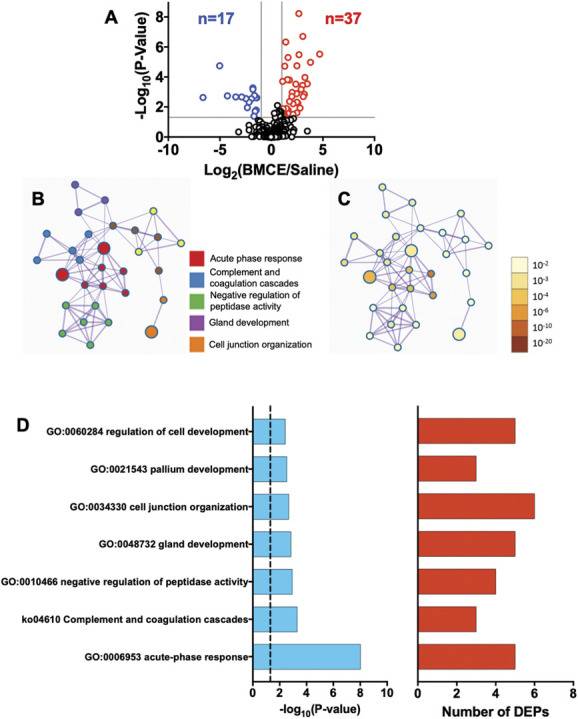 A
n=17
n=37
-Log10(P-Value)
8
6
4
2
0
-10
-5
0
5
10
Log2(BMCE/Saline)
B
Acute phase response
Complement and
coagulation cascades
Negative regulation of
peptidase activity
Gland development
Cell junction organization
C
10-2
10-3
10-4
10-6
10-10
10-20
D
GO:0060284 regulation of cell development
GO:0021543 pallium development
GO:0034330 cell junction organization
GO:0048732 gland development
GO:0010466 negative regulation of peptidase activity
ko04610 Complement and coagulation cascades
GO:0006953 acute-phase response
0 2 4 6 8 10
-log10(P-value)
0 2 4 6 8
Number of DEPs